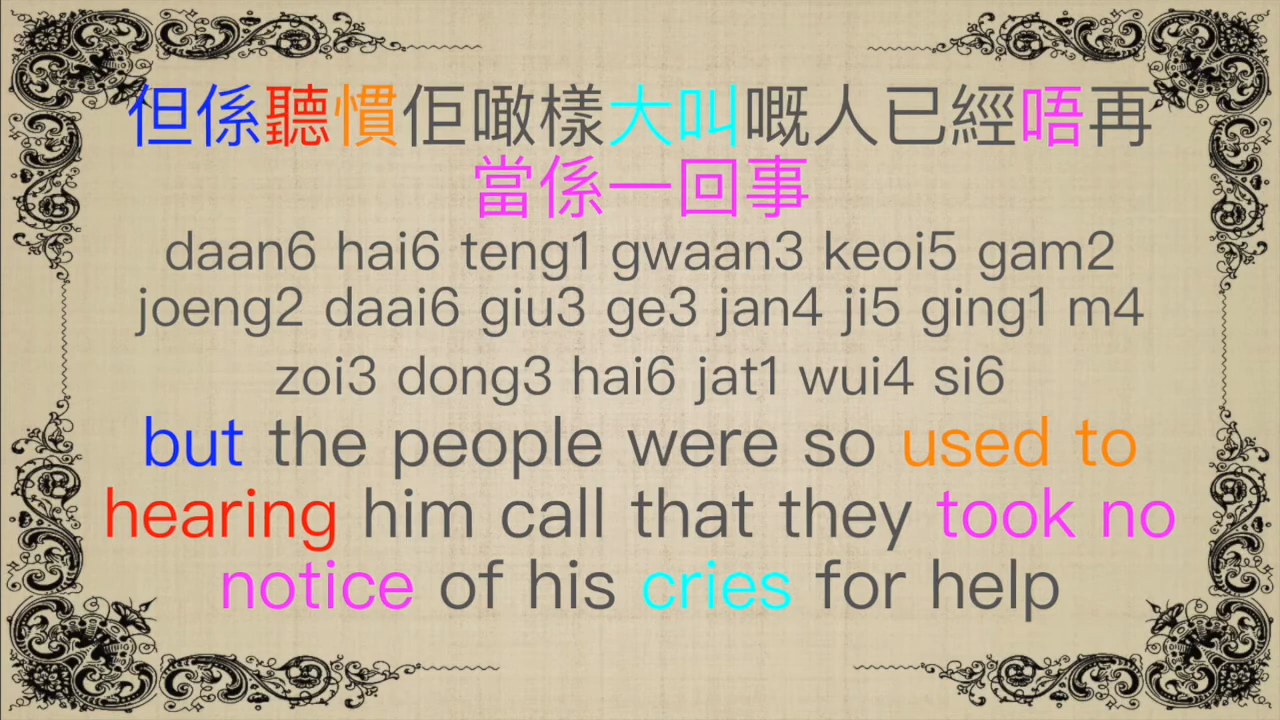 但係聽慣佢噉樣大叫嘅人已經唔再
當係一回事
daan6 hai6 teng1 gwaan3 keoi5 gam2
joeng2 daai6 giu3 ge3 jan4 ji5 ging1 m4
zoi3 dong3 hai6 jat1 wui4 si6
but the people were so used to
hearing him call that they took no
notice of his cries for help